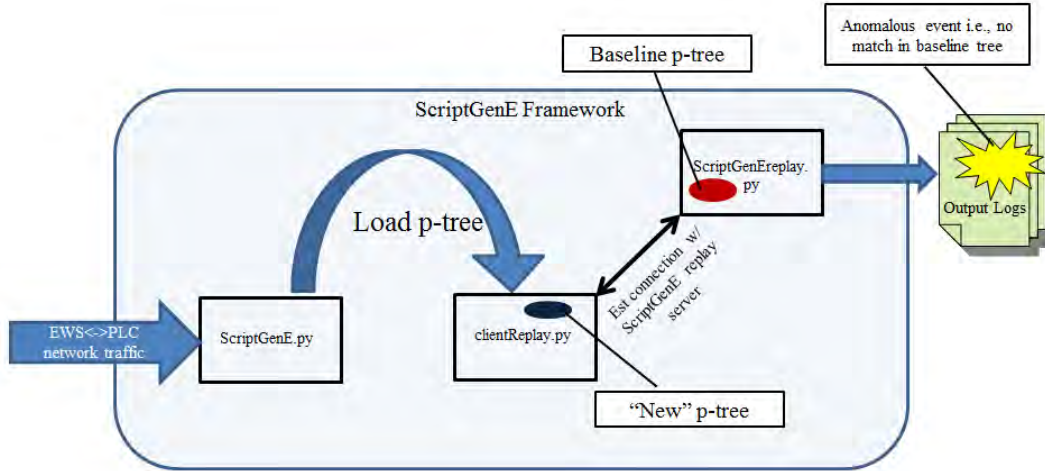 Anomalous event i.e., no
match in baseline tree
Baseline p-tree
ScriptGenE Framework
ScriptGenEreplay.
py
Output Logs
Load p-tree
Est connection w/
ScriptGenE replay
server
EWS<->PLC
network traffic
ScriptGenE.py
clientReplay.py
“New” p-tree